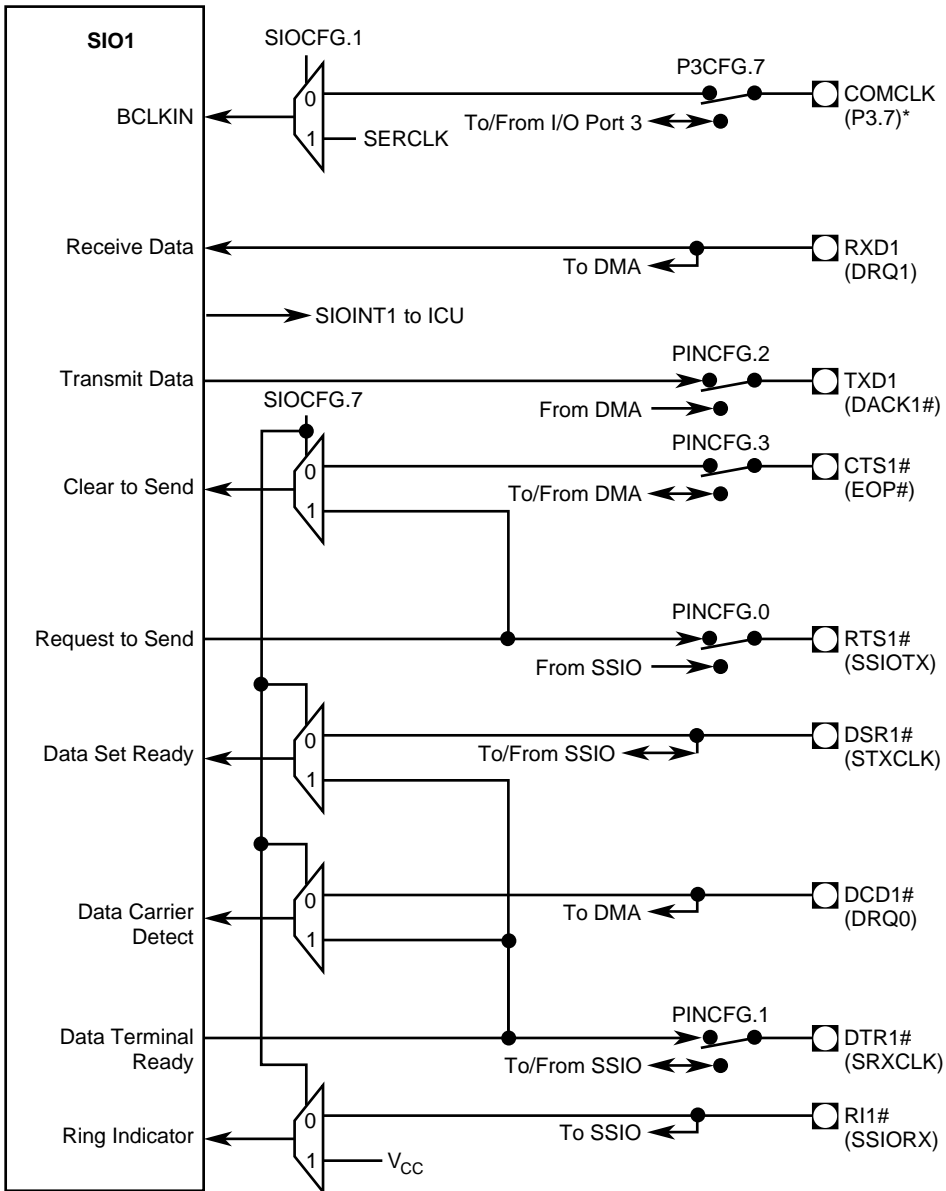 SIO1
SIOCFG.1
P3CFG.7
BCLKIN
0
1
SERCLK
To/From I/O Port 3
COMCLK
(P3.7)*
Receive Data
To DMA
RXD1
(DRQ1)
SIOINT1 to ICU
Transmit Data
PINCFG.2
From DMA
TXD1
(DACK1#)
SIOCFG.7
Clear to Send
0
1
PINCFG.3
To/From DMA
CTS1#
(EOP#)
Request to Send
PINCFG.0
From SSIO
RTS1#
(SSIOTX)
Data Set Ready
0
1
To/From SSIO
DSR1#
(STXCLK)
Data Carrier
Detect
0
1
To DMA
DCD1#
(DRQ0)
Data Terminal
Ready
PINCFG.1
To/From SSIO
DTR1#
(SRXCLK)
Ring Indicator
0
1
VCC
To SSIO
RI1#
(SSIORX)